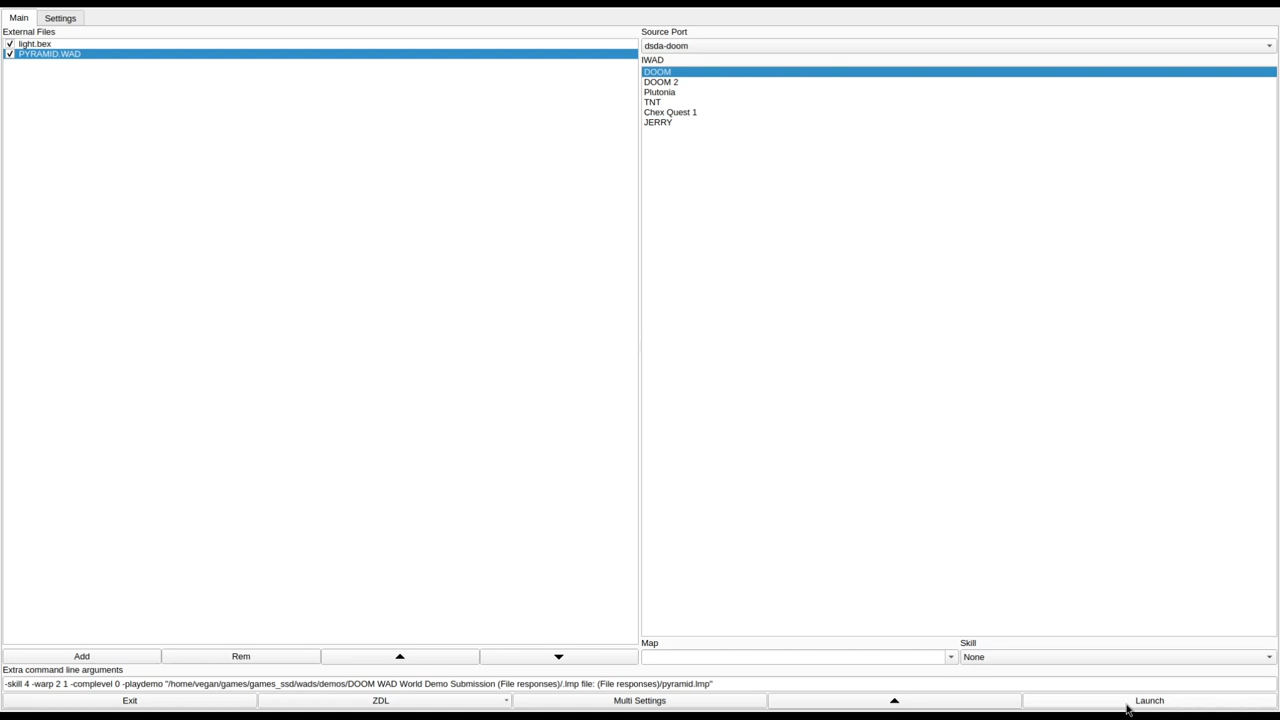 Main Settings
External Files
light.bex
PYRAMID.WAD
Source Port
dsda-doom
IWAD
DOOM
DOOM 2
Plutonia
TNT
Chex Quest 1
JERRY
Map Skill
None
Add Rem
Extra command line arguments
-skill 4 -warp 2 1 -complevel 0 -playdemo "/home/vegan/games/games_ssd/wads/demos/DOOM WAD World Demo Submission (File responses)/.lmp file: (File responses)/pyramid.lmp"
Exit ZDL Multi Settings Launch